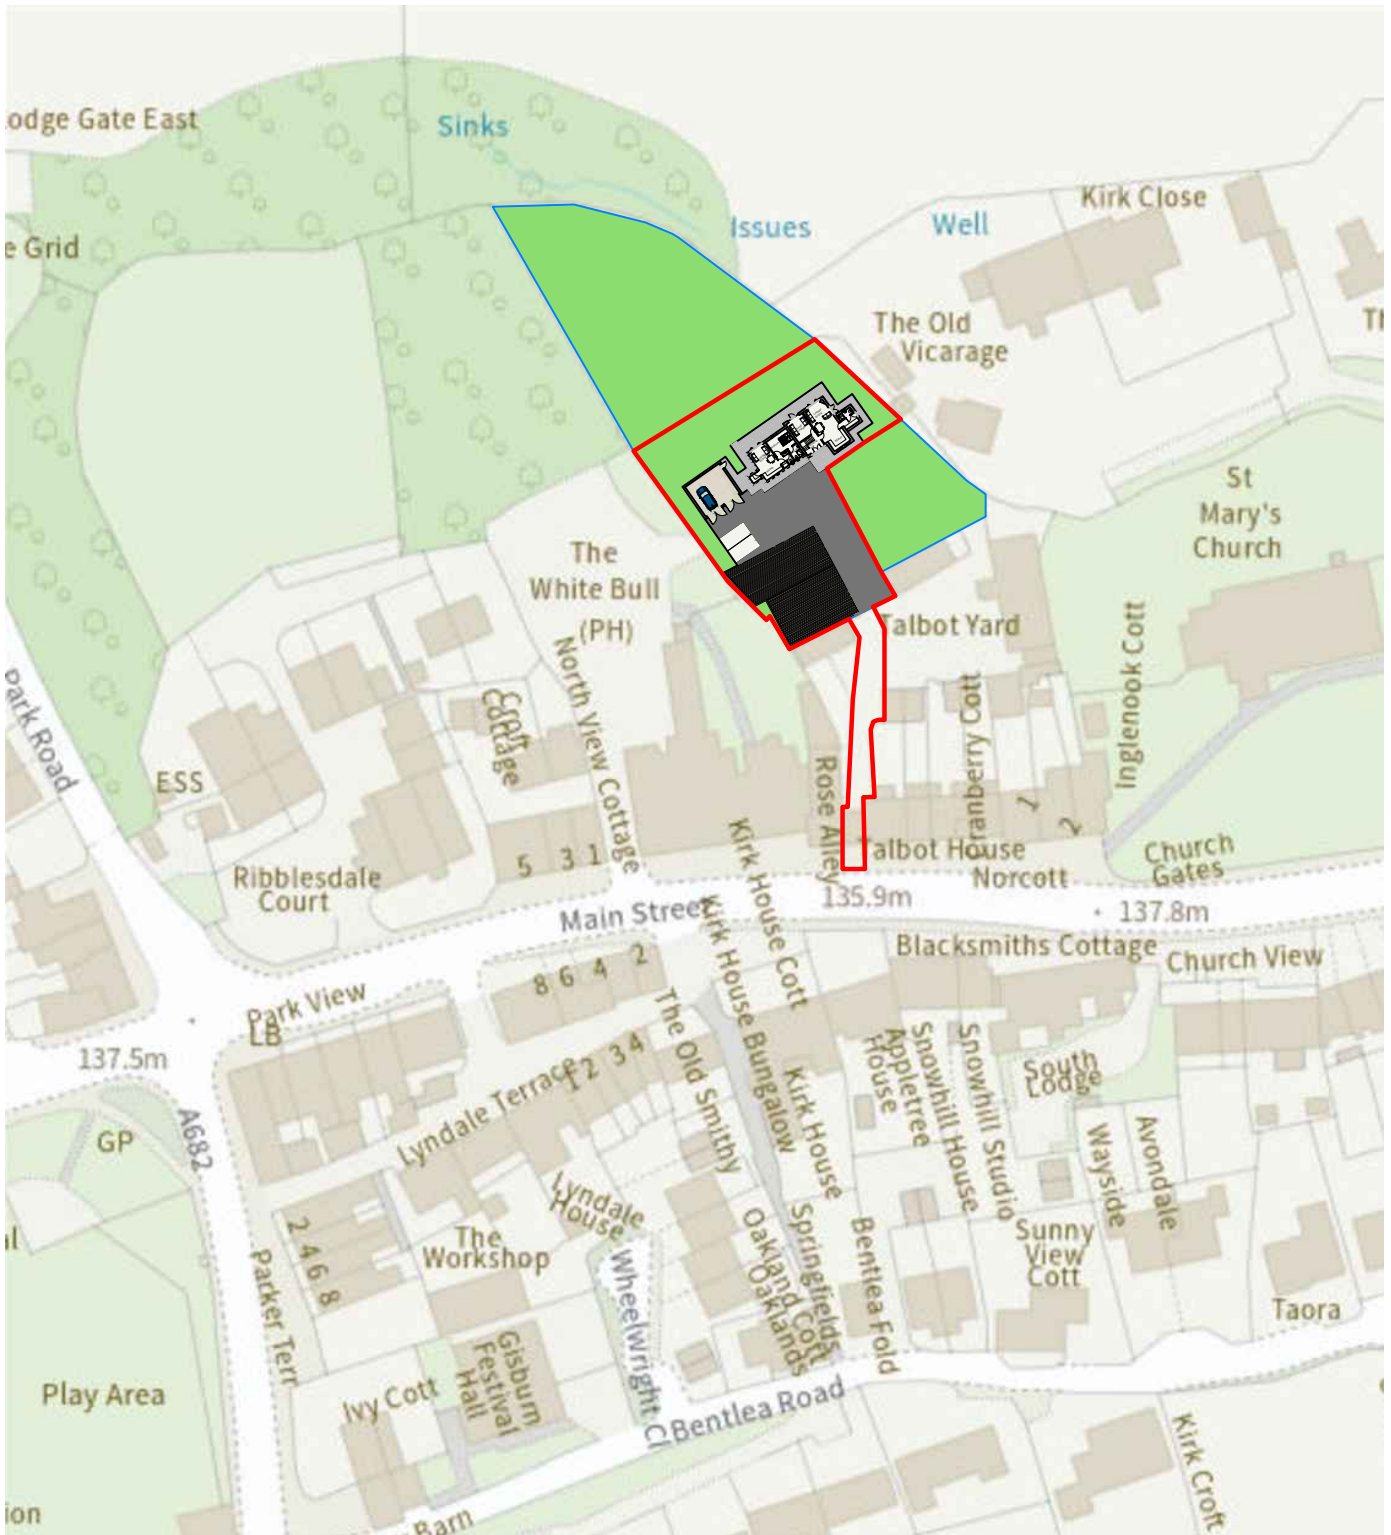 odge Gate East
Sinks
Kirk Close
e Grid
Issues
Well
The Old
Vicarage
Th
St
Mary's
Church
The
White Bull
(PH)
Talbot Yard
Park Road
Croft
Cottage
North View Cottage
Cranberry Cott
Inglenook Cott
ESS
Rose Alley
1
2
5
3
1
Kirk House Cott
Talbot House
Norcott
Church
Gates
Ribblesdale
Court
Main Street
135.9m
137.8m
Kirk House Bungalow
Blacksmiths Cottage
Church View
8
6
4
2
Park View
LB
137.5m
The Old Smithy
Lyndale Terrace
1
2
3
4
Kirk House
Appletree
House
Snowhill House
Snowhill Studio
South
Lodge
GP
A682
Wayside
Avondale
Lyndale
House
2
4
6
8
The
Workshop
Oakland Cott
Oaklands
Springfields
Bentlea Fold
Sunny
View
Cott
al
Parker Terr
Wheelwright Cl
Taora
Play Area
Ivy Cott
Gisburn
Festival
Hall
Bentlea Road
Kirk Croft
ion
Barn